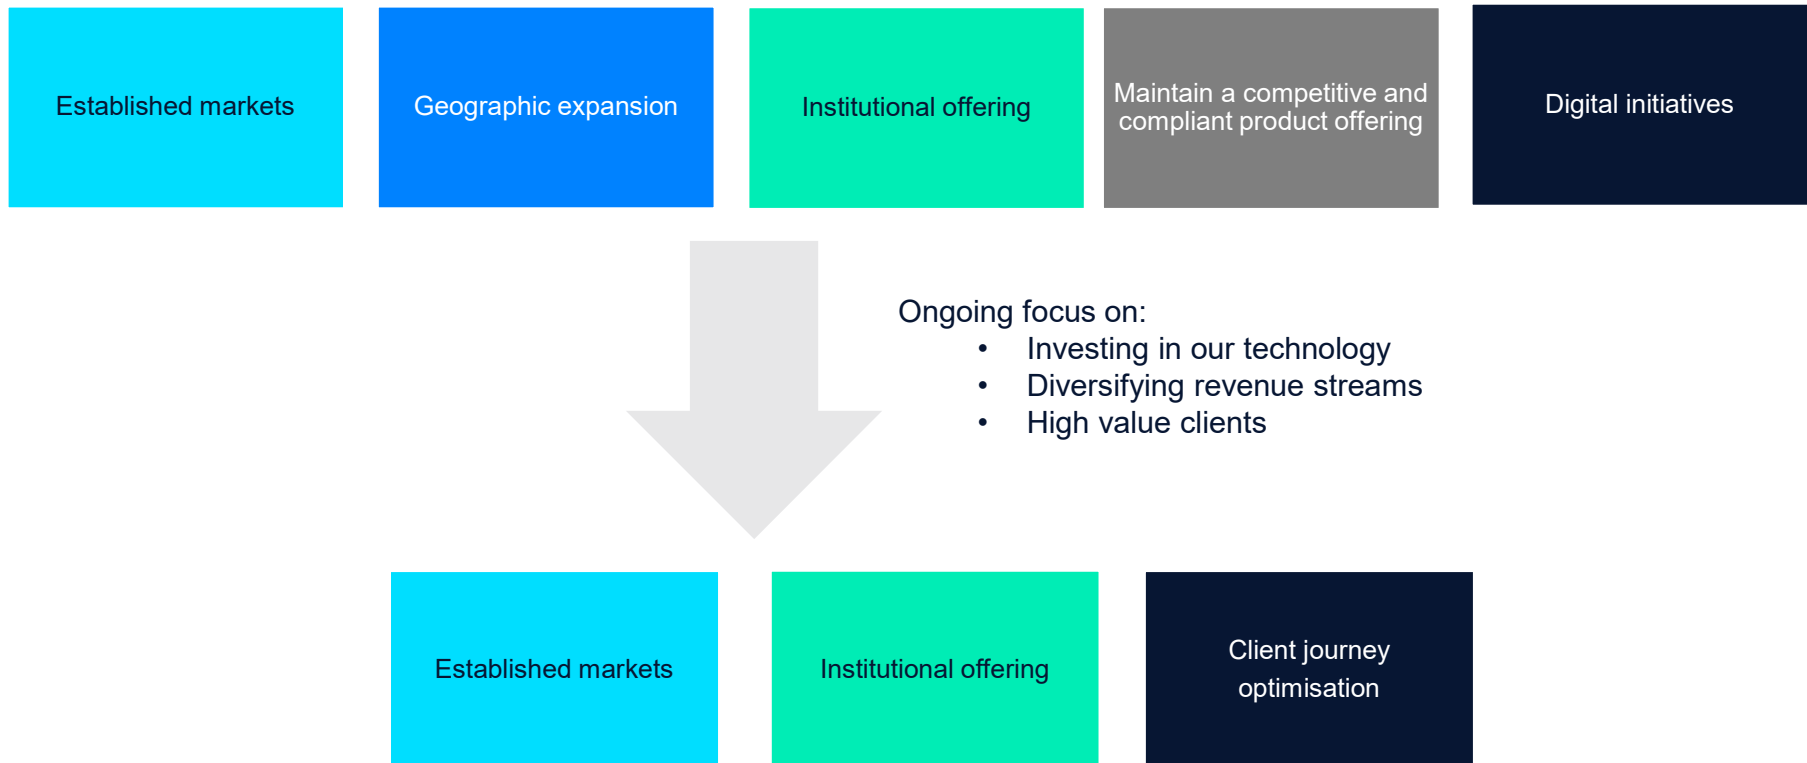 Established markets
Geographic expansion
Institutional offering
Maintain a competitive and
compliant product offering
Digital initiatives
Ongoing focus on:
• Investing in our technology
• Diversifying revenue streams
• High value clients
Established markets
Institutional offering
Client journey
optimisation